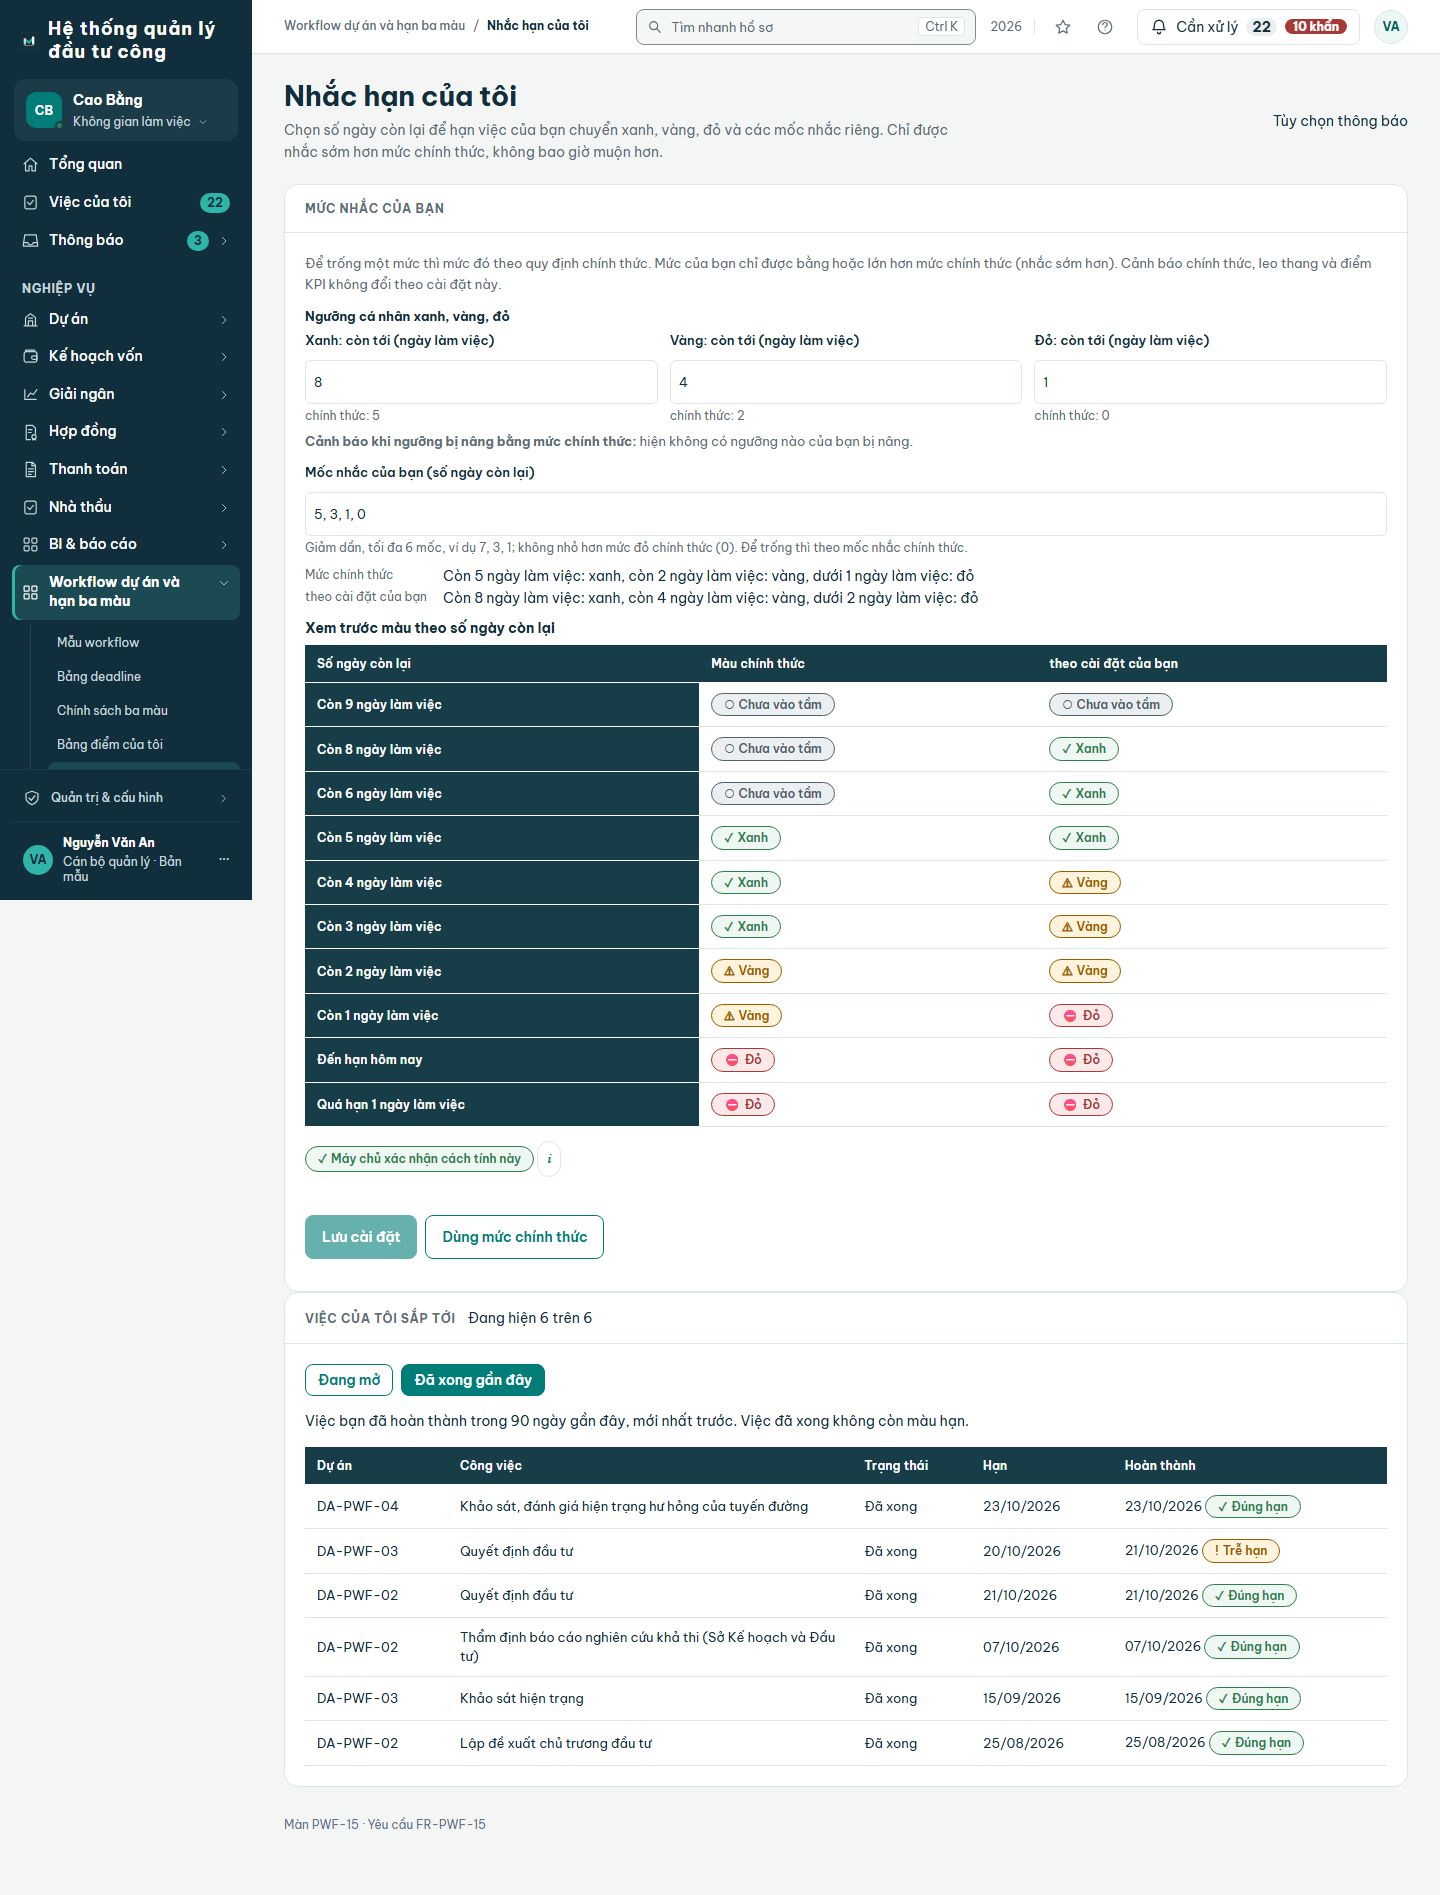 Hệ thống quản lý
đầu tư công
CB
Cao Bằng
Không gian làm việc
Tổng quan
Việc của tôi
22
Thông báo
3
NGHIỆP VỤ
Dự án
Kế hoạch vốn
Giải ngân
Hợp đồng
Thanh toán
Nhà thầu
BI & báo cáo
Workflow dự án và
hạn ba màu
Mẫu workflow
Bảng deadline
Chính sách ba màu
Bảng điểm của tôi
Quản trị & cấu hình
VA
Nguyễn Văn An
Cán bộ quản lý · Bản
mẫu
Workflow dự án và hạn ba màu / Nhắc hạn của tôi
Tìm nhanh hồ sơ
Ctrl K
2026
Cần xử lý 22 10 khẩn
VA
Nhắc hạn của tôi
Chọn số ngày còn lại để hạn việc của bạn chuyển xanh, vàng, đỏ và các mốc nhắc riêng. Chỉ được
nhắc sớm hơn mức chính thức, không bao giờ muộn hơn.
Tùy chọn thông báo
MỨC NHẮC CỦA BẠN
Để trống một mức thì mức đó theo quy định chính thức. Mức của bạn chỉ được bằng hoặc lớn hơn mức chính thức (nhắc sớm hơn). Cảnh báo chính thức, leo thang và điểm
KPI không đổi theo cài đặt này.
Ngưỡng cá nhân xanh, vàng, đỏ
Xanh: còn tới (ngày làm việc)
Vàng: còn tới (ngày làm việc)
Đỏ: còn tới (ngày làm việc)
8
4
1
chính thức: 5
chính thức: 2
chính thức: 0
Cảnh báo khi ngưỡng bị nâng bằng mức chính thức: hiện không có ngưỡng nào của bạn bị nâng.
Mốc nhắc của bạn (số ngày còn lại)
5, 3, 1, 0
Giảm dần, tối đa 6 mốc, ví dụ 7, 3, 1; không nhỏ hơn mức đỏ chính thức (0). Để trống thì theo mốc nhắc chính thức.
Mức chính thức Còn 5 ngày làm việc: xanh, còn 2 ngày làm việc: vàng, dưới 1 ngày làm việc: đỏ
theo cài đặt của bạn Còn 8 ngày làm việc: xanh, còn 4 ngày làm việc: vàng, dưới 2 ngày làm việc: đỏ
Xem trước màu theo số ngày còn lại
Số ngày còn lại Màu chính thức theo cài đặt của bạn
Còn 9 ngày làm việc ○ Chưa vào tầm ○ Chưa vào tầm
Còn 8 ngày làm việc ○ Chưa vào tầm ✓ Xanh
Còn 6 ngày làm việc ○ Chưa vào tầm ✓ Xanh
Còn 5 ngày làm việc ✓ Xanh ✓ Xanh
Còn 4 ngày làm việc ✓ Xanh ⚠ Vàng
Còn 3 ngày làm việc ✓ Xanh ⚠ Vàng
Còn 2 ngày làm việc ⚠ Vàng ⚠ Vàng
Còn 1 ngày làm việc ⚠ Vàng ⛔ Đỏ
Đến hạn hôm nay ⛔ Đỏ ⛔ Đỏ
Quá hạn 1 ngày làm việc ⛔ Đỏ ⛔ Đỏ
✓ Máy chủ xác nhận cách tính này i
Lưu cài đặt
Dùng mức chính thức
VIỆC CỦA TÔI SẮP TỚI Đang hiện 6 trên 6
Đang mở
Đã xong gần đây
Việc bạn đã hoàn thành trong 90 ngày gần đây, mới nhất trước. Việc đã xong không còn màu hạn.
Dự án Công việc Trạng thái Hạn Hoàn thành
DA-PWF-04 Khảo sát, đánh giá hiện trạng hư hỏng của tuyến đường Đã xong 23/10/2026 23/10/2026 ✓ Đúng hạn
DA-PWF-03 Quyết định đầu tư Đã xong 20/10/2026 21/10/2026 ! Trễ hạn
DA-PWF-02 Quyết định đầu tư Đã xong 21/10/2026 21/10/2026 ✓ Đúng hạn
DA-PWF-02 Thẩm định báo cáo nghiên cứu khả thi (Sở Kế hoạch và Đầu
tư) Đã xong 07/10/2026 07/10/2026 ✓ Đúng hạn
DA-PWF-03 Khảo sát hiện trạng Đã xong 15/09/2026 15/09/2026 ✓ Đúng hạn
DA-PWF-02 Lập đề xuất chủ trương đầu tư Đã xong 25/08/2026 25/08/2026 ✓ Đúng hạn
Màn PWF-15 · Yêu cầu FR-PWF-15